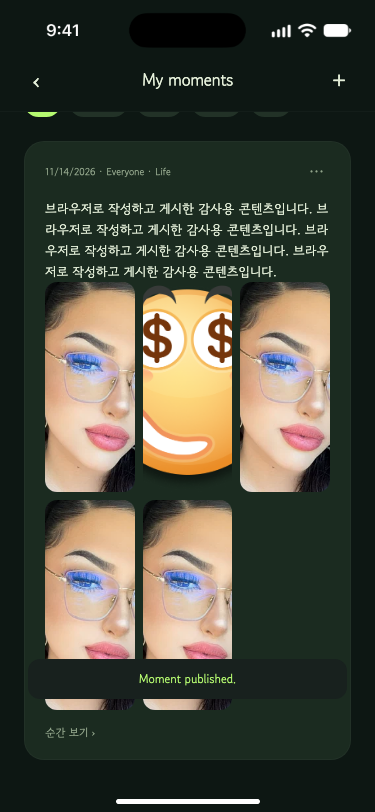 9:41
My moments
11/14/2026 · Everyone · Life
브라우저로 작성하고 게시한 감사용 콘텐츠입니다. 브
라우저로 작성하고 게시한 감사용 콘텐츠입니다. 브라
우저로 작성하고 게시한 감사용 콘텐츠입니다. 브라우
저로 작성하고 게시한 감사용 콘텐츠입니다.
$ $
Moment published.
순간 보기 ›